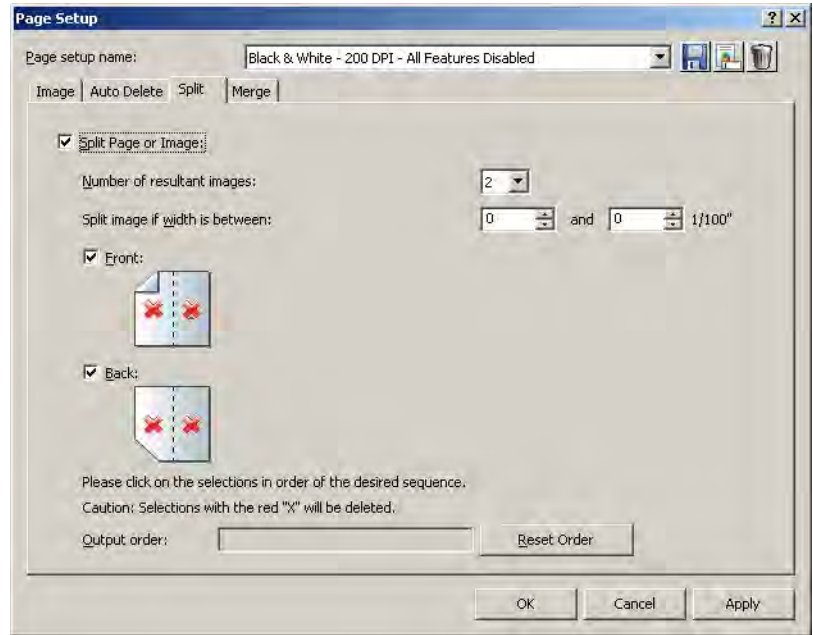 Page Setup
Page setup name: Black & White - 200 DPI - All Features Disabled
Image Auto Delete Split Merge
Split Page or Image:
Number of resultant images: 2
Split image if width is between: 0 and 0 1/100"
Front:
Back:
Please click on the selections in order of the desired sequence.
Caution: Selections with the red "X" will be deleted.
Output order: Reset Order
OK Cancel Apply